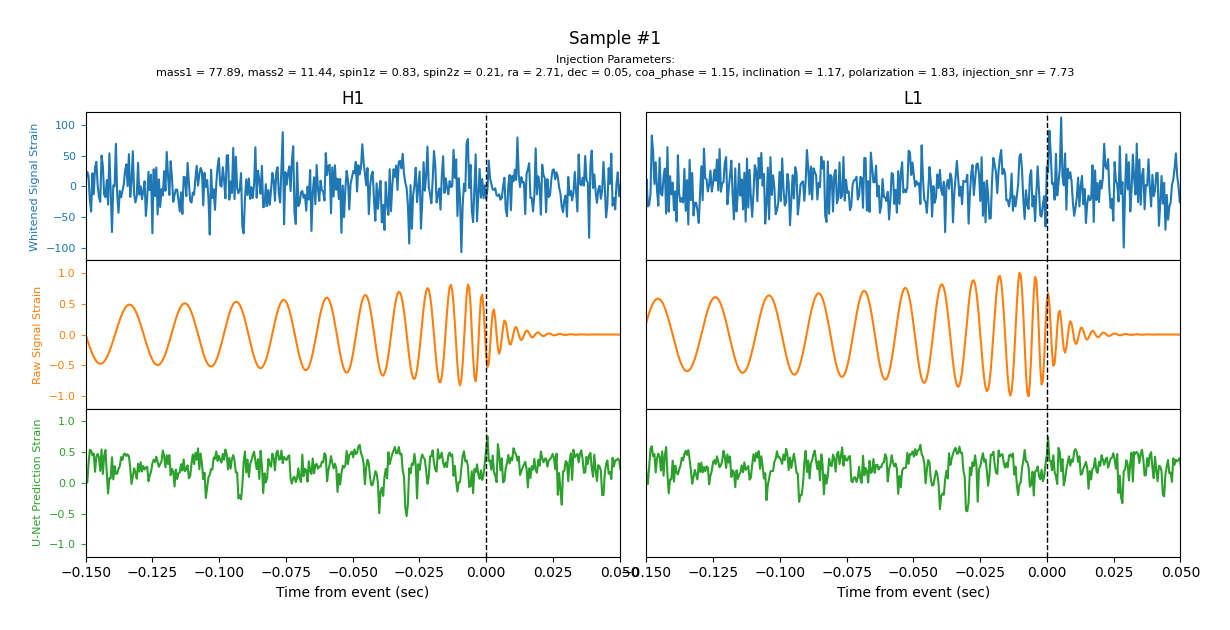 Sample #1
Injection Parameters:
mass1 = 77.89, mass2 = 11.44, spin1z = 0.83, spin2z = 0.21, ra = 2.71, dec = 0.05, coa_phase = 1.15, inclination = 1.17, polarization = 1.83, injection_snr = 7.73
H1
L1
Whitened Signal Strain
100
50
0
−50
−100
Raw Signal Strain
1.0
0.5
0.0
−0.5
−1.0
U-Net Prediction Strain
1.0
0.5
0.0
−0.5
−1.0
−0.150 −0.125 −0.100 −0.075 −0.050 −0.025 0.000 0.025 0.050
−0.150 −0.125 −0.100 −0.075 −0.050 −0.025 0.000 0.025 0.050
Time from event (sec)
Time from event (sec)